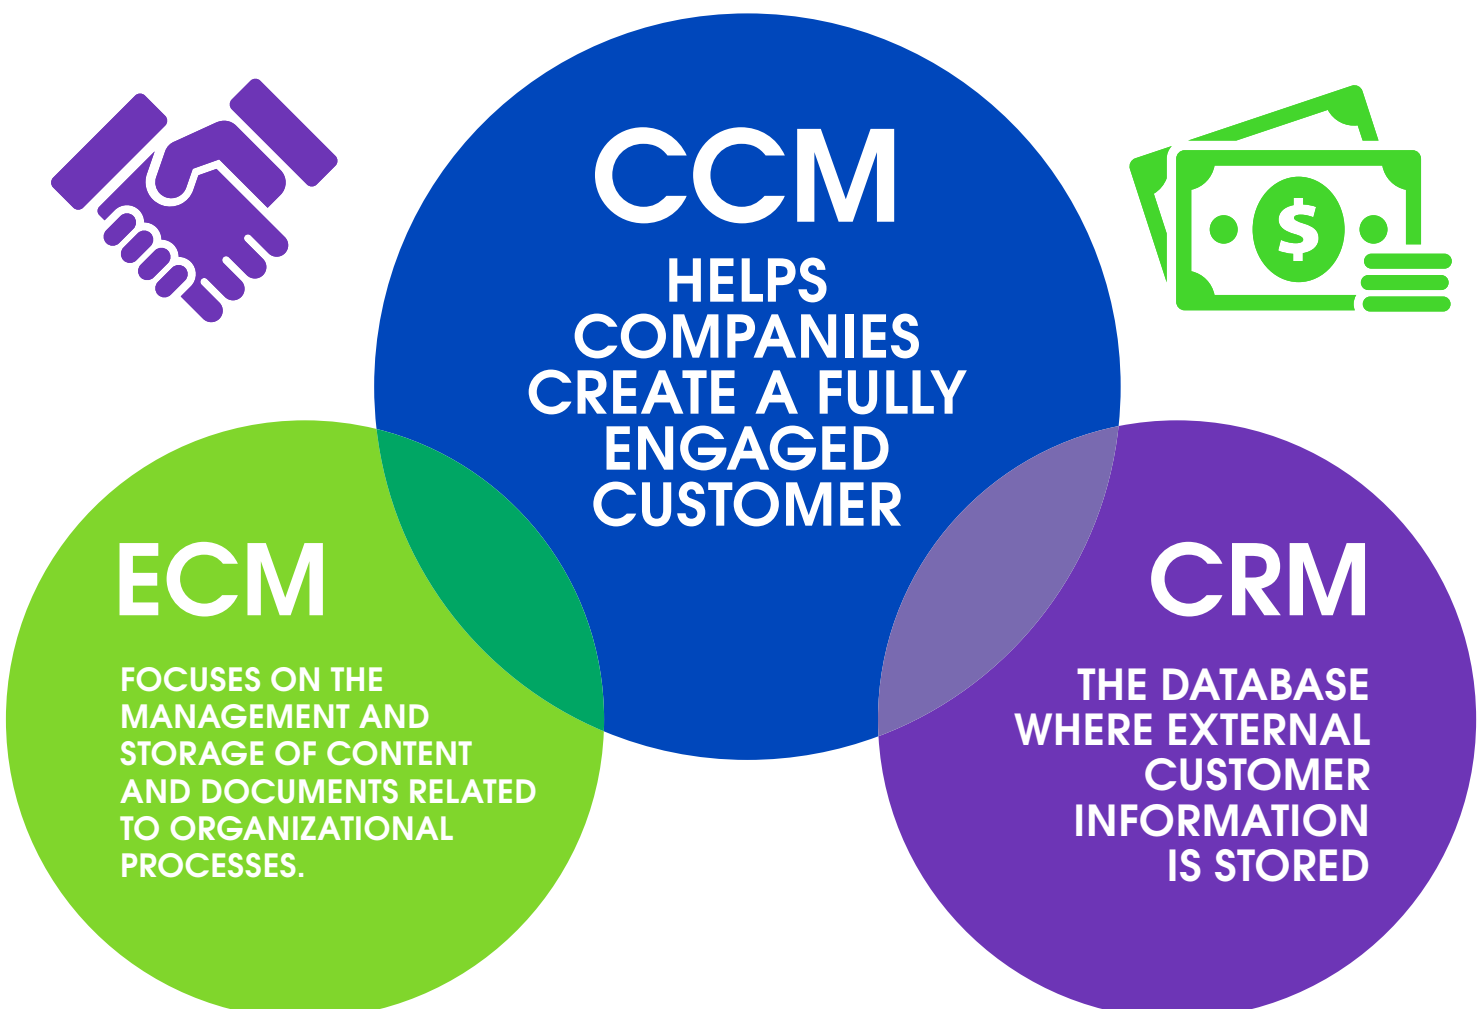 CCM
HELPS
COMPANIES
CREATE A FULLY
ENGAGED
CUSTOMER
ECM
FOCUSES ON THE
MANAGEMENT AND
STORAGE OF CONTENT
AND DOCUMENTS RELATED
TO ORGANIZATIONAL
PROCESSES.
CRM
THE DATABASE
WHERE EXTERNAL
CUSTOMER
INFORMATION
IS STORED
$